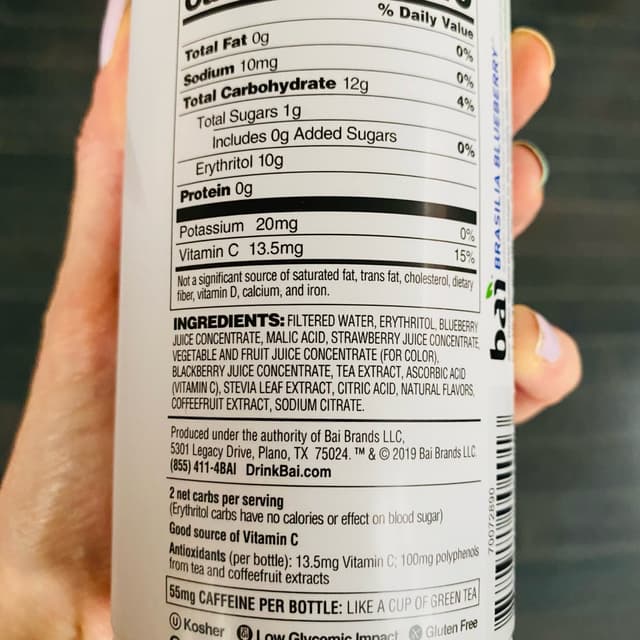 % Daily Value
Total Fat 0g 0%
Sodium 10mg 0%
Total Carbohydrate 12g 4%
Total Sugars 1g
Includes 0g Added Sugars 0%
Erythritol 10g
Protein 0g
Potassium 20mg 0%
Vitamin C 13.5mg 15%
Not a significant source of saturated fat, trans fat, cholesterol, dietary
fiber, vitamin D, calcium, and iron.
INGREDIENTS: FILTERED WATER, ERYTHRITOL, BLUEBERRY
JUICE CONCENTRATE, MALIC ACID, STRAWBERRY JUICE CONCENTRATE,
VEGETABLE AND FRUIT JUICE CONCENTRATE (FOR COLOR),
BLACKBERRY JUICE CONCENTRATE, TEA EXTRACT, ASCORBIC ACID
(VITAMIN C), STEVIA LEAF EXTRACT, CITRIC ACID, NATURAL FLAVORS,
COFFEEFRUIT EXTRACT, SODIUM CITRATE.
Produced under the authority of Bai Brands LLC,
5301 Legacy Drive, Plano, TX 75024. ™ & © 2019 Bai Brands LLC.
(855) 411-4BAI DrinkBai.com
2 net carbs per serving
(Erythritol carbs have no calories or effect on blood sugar)
Good source of Vitamin C
Antioxidants (per bottle): 13.5mg Vitamin C; 100mg polyphenols
from tea and coffeefruit extracts
55mg CAFFEINE PER BOTTLE: LIKE A CUP OF GREEN TEA
Kosher Low Glycemic Impact Gluten Free
bai BRASILIA BLUEBERRY
70072890